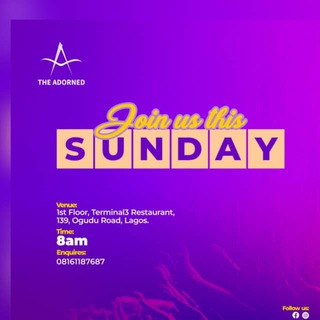 THE ADORNED
Join us this
SUNDAY
Venue:
1st Floor, Terminal3 Restaurant,
139, Ogudu Road, Lagos.
Time:
8am
Enquires:
08161187687
Follow us: